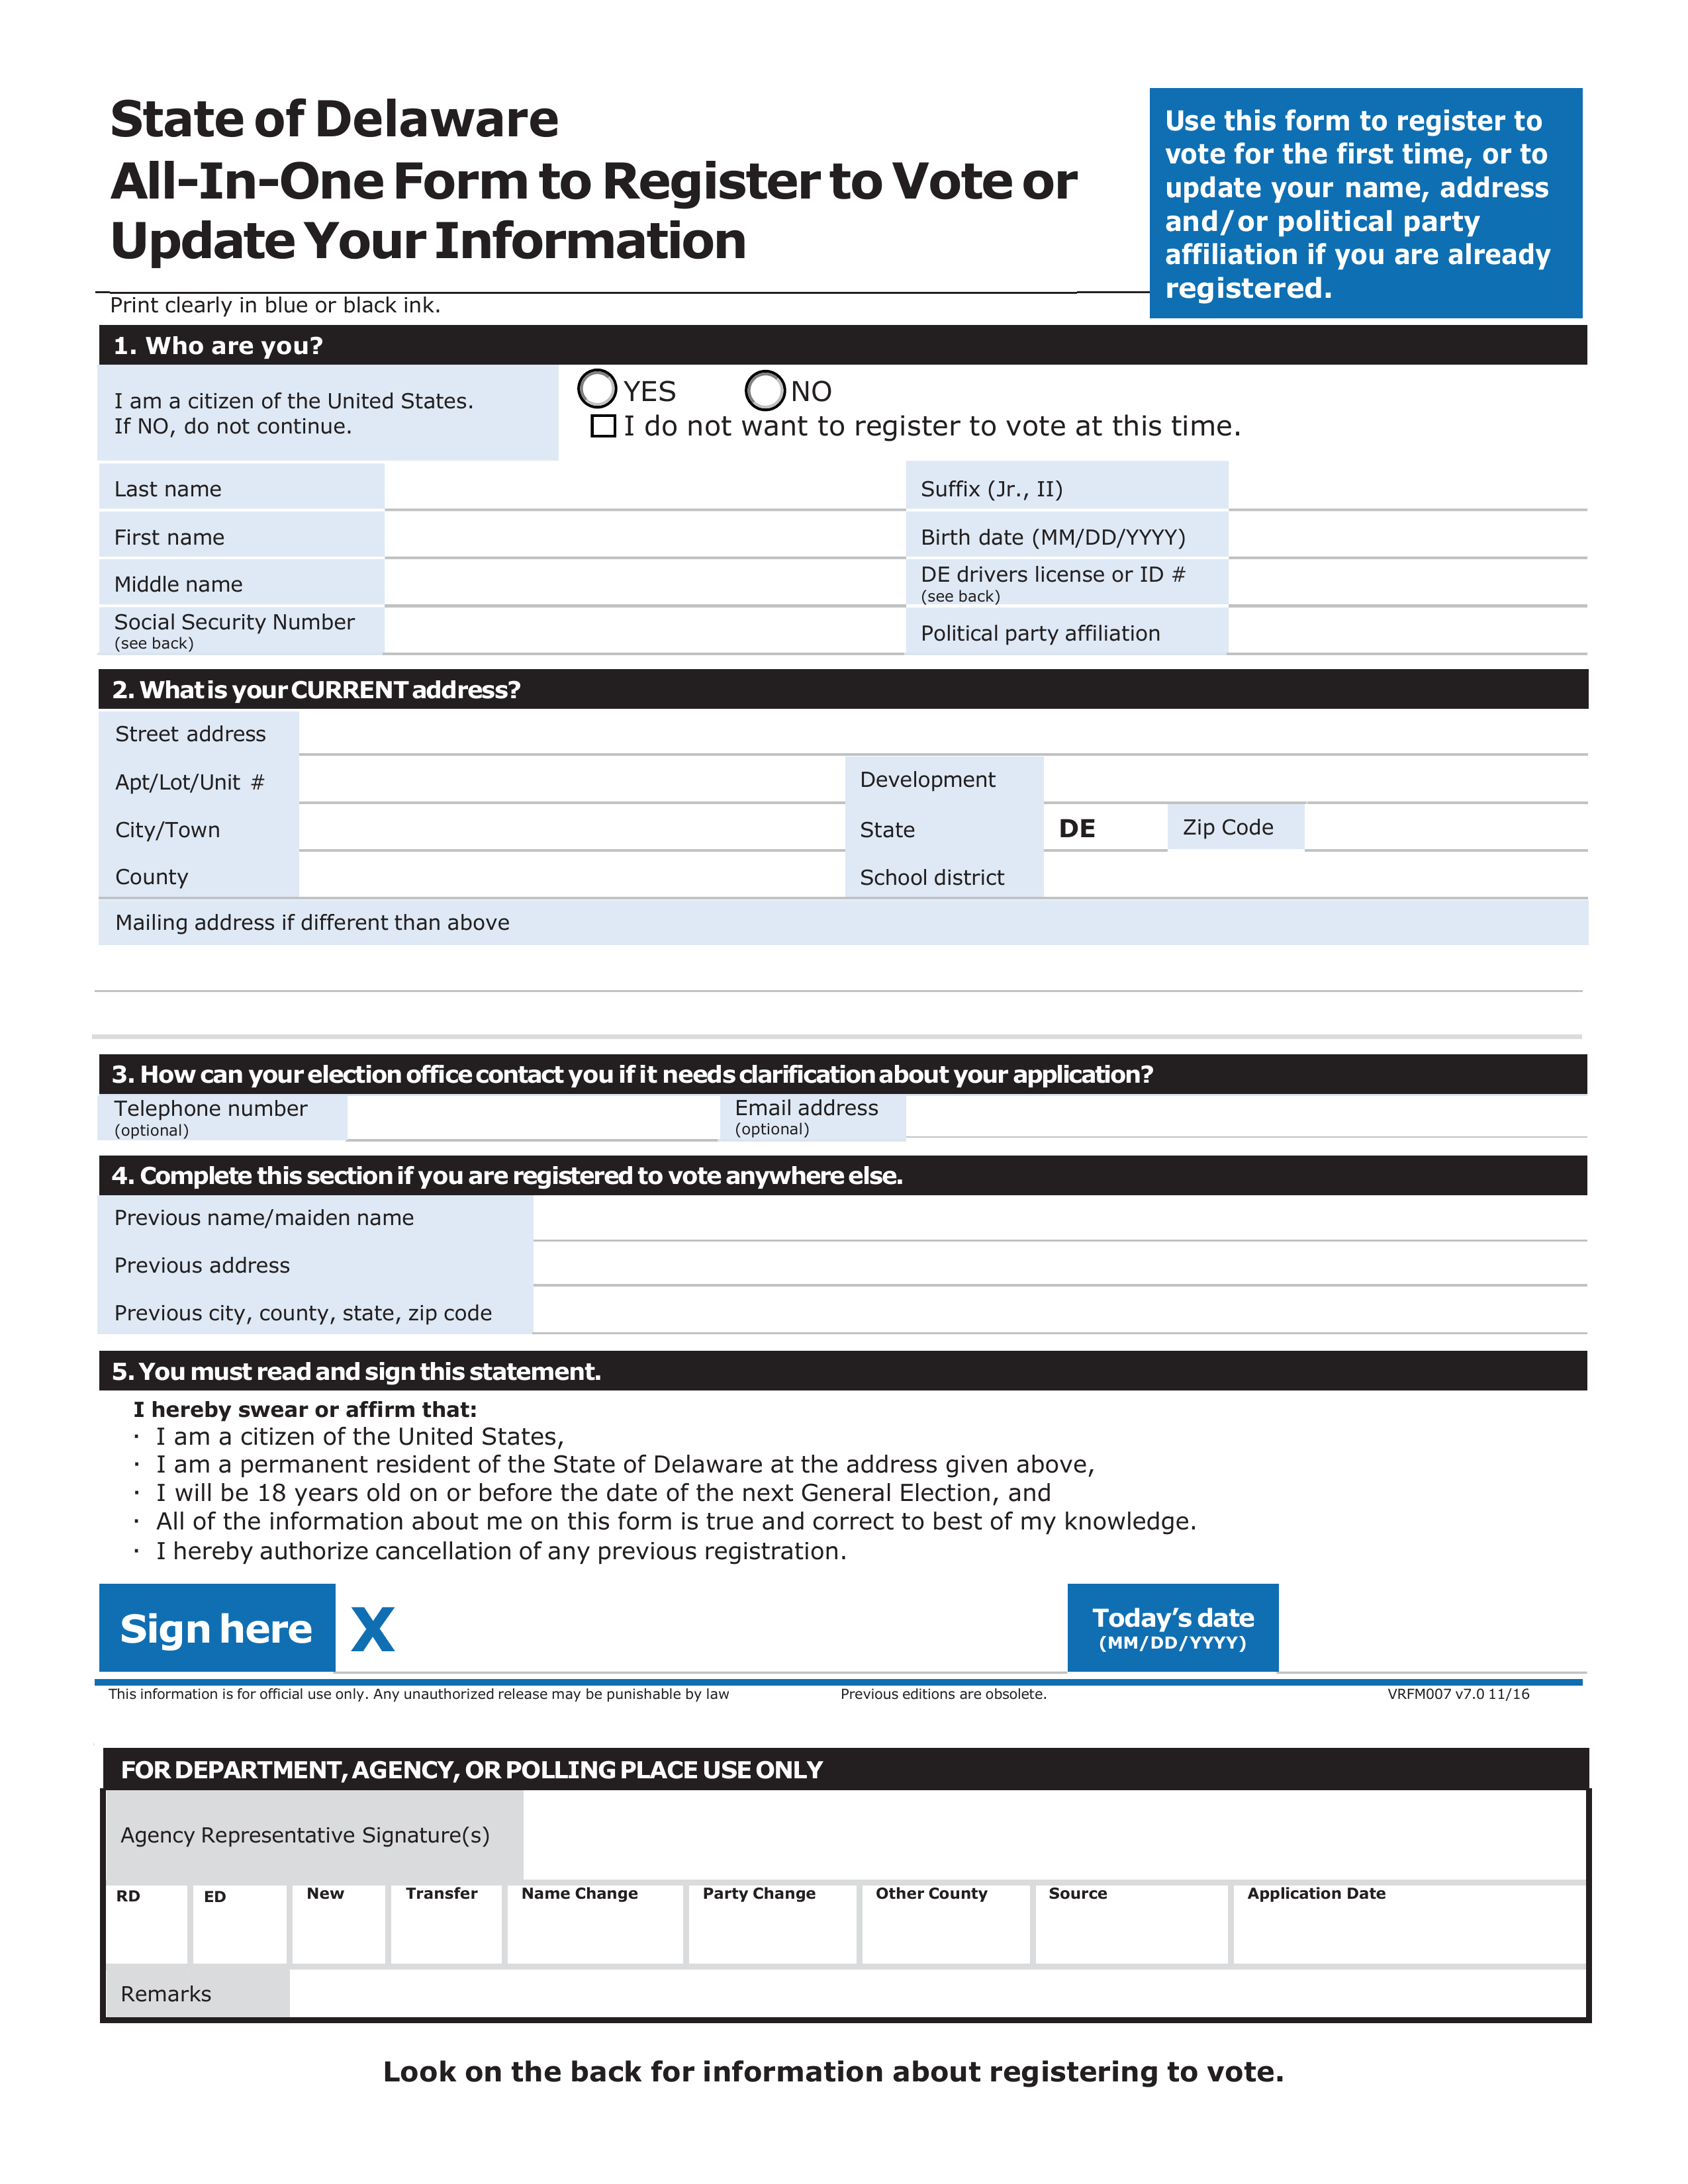 State of Delaware
All-In-One Form to Register to Vote or
Update Your Information
Use this form to register to
vote for the first time, or to
update your name, address
and/or political party
affiliation if you are already
registered.
Print clearly in blue or black ink.
1. Who are you?
I am a citizen of the United States.
If NO, do not continue.
YES NO
I do not want to register to vote at this time.
Last name Suffix (Jr., II)
First name Birth date (MM/DD/YYYY)
Middle name DE drivers license or ID #
(see back)
Social Security Number
(see back)
Political party affiliation
2. What is your CURRENT address?
Street address
Apt/Lot/Unit # Development
City/Town State DE Zip Code
County School district
Mailing address if different than above
3. How can your election office contact you if it needs clarification about your application?
Telephone number
(optional)
Email address
(optional)
4. Complete this section if you are registered to vote anywhere else.
Previous name/maiden name
Previous address
Previous city, county, state, zip code
5. You must read and sign this statement.
I hereby swear or affirm that:
· I am a citizen of the United States,
· I am a permanent resident of the State of Delaware at the address given above,
· I will be 18 years old on or before the date of the next General Election, and
· All of the information about me on this form is true and correct to best of my knowledge.
· I hereby authorize cancellation of any previous registration.
Sign here X
Today's date
(MM/DD/YYYY)
This information is for official use only. Any unauthorized release may be punishable by law Previous editions are obsolete. VRFM007 v7.0 11/16
FOR DEPARTMENT, AGENCY, OR POLLING PLACE USE ONLY
Agency Representative Signature(s)
RD ED New Transfer Name Change Party Change Other County Source Application Date
Remarks
Look on the back for information about registering to vote.